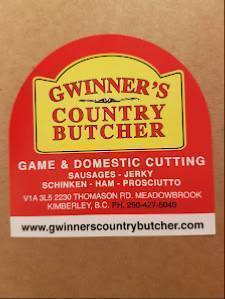 GWINNER'S
COUNTRY
BUTCHER
GAME & DOMESTIC CUTTING
SAUSAGES - JERKY
SCHINKEN - HAM - PROSCIUTTO
V1A 3L5 2230 THOMASON RD. MEADOWBROOK
KIMBERLEY, B.C. PH. 250-427-5049
www.gwinnerscountrybutcher.com